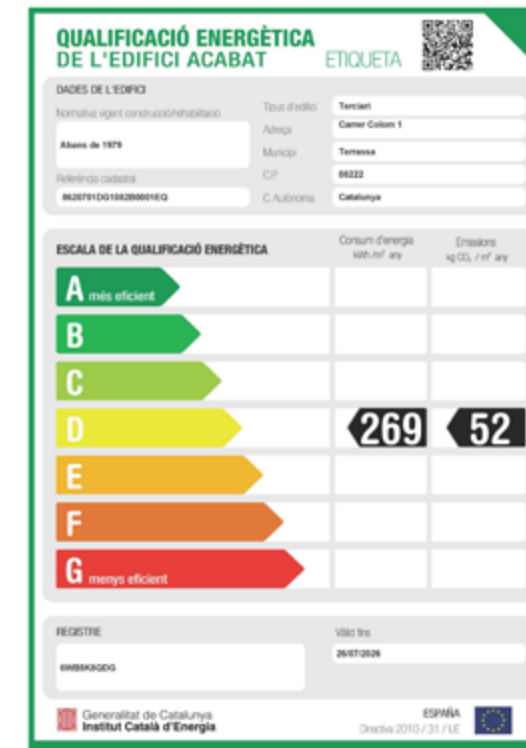 QUALIFICACIÓ ENERGÈTICA
DE L'EDIFICI ACABAT ETIQUETA
DADES DE L'EDIFICI
Normativa vigent construcció/rehabilitació
Abans de 1979
Referència cadastral
Tipus d'edifici Terciari
Adreça Carrer Colom 1
Municipi Terrassa
C.P. 08222
C.Autònoma Catalunya
ESCALA DE LA QUALIFICACIÓ ENERGÈTICA
Consum d'energia
kWh /m² any
Emissions
kg CO₂ / m² any
A més eficient
B
C
D 269 52
E
F
G menys eficient
REGISTRE
Vàlid fins
26/07/2026
Generalitat de Catalunya
Institut Català d'Energia
ESPAÑA
Directiva 2010 / 31 / UE